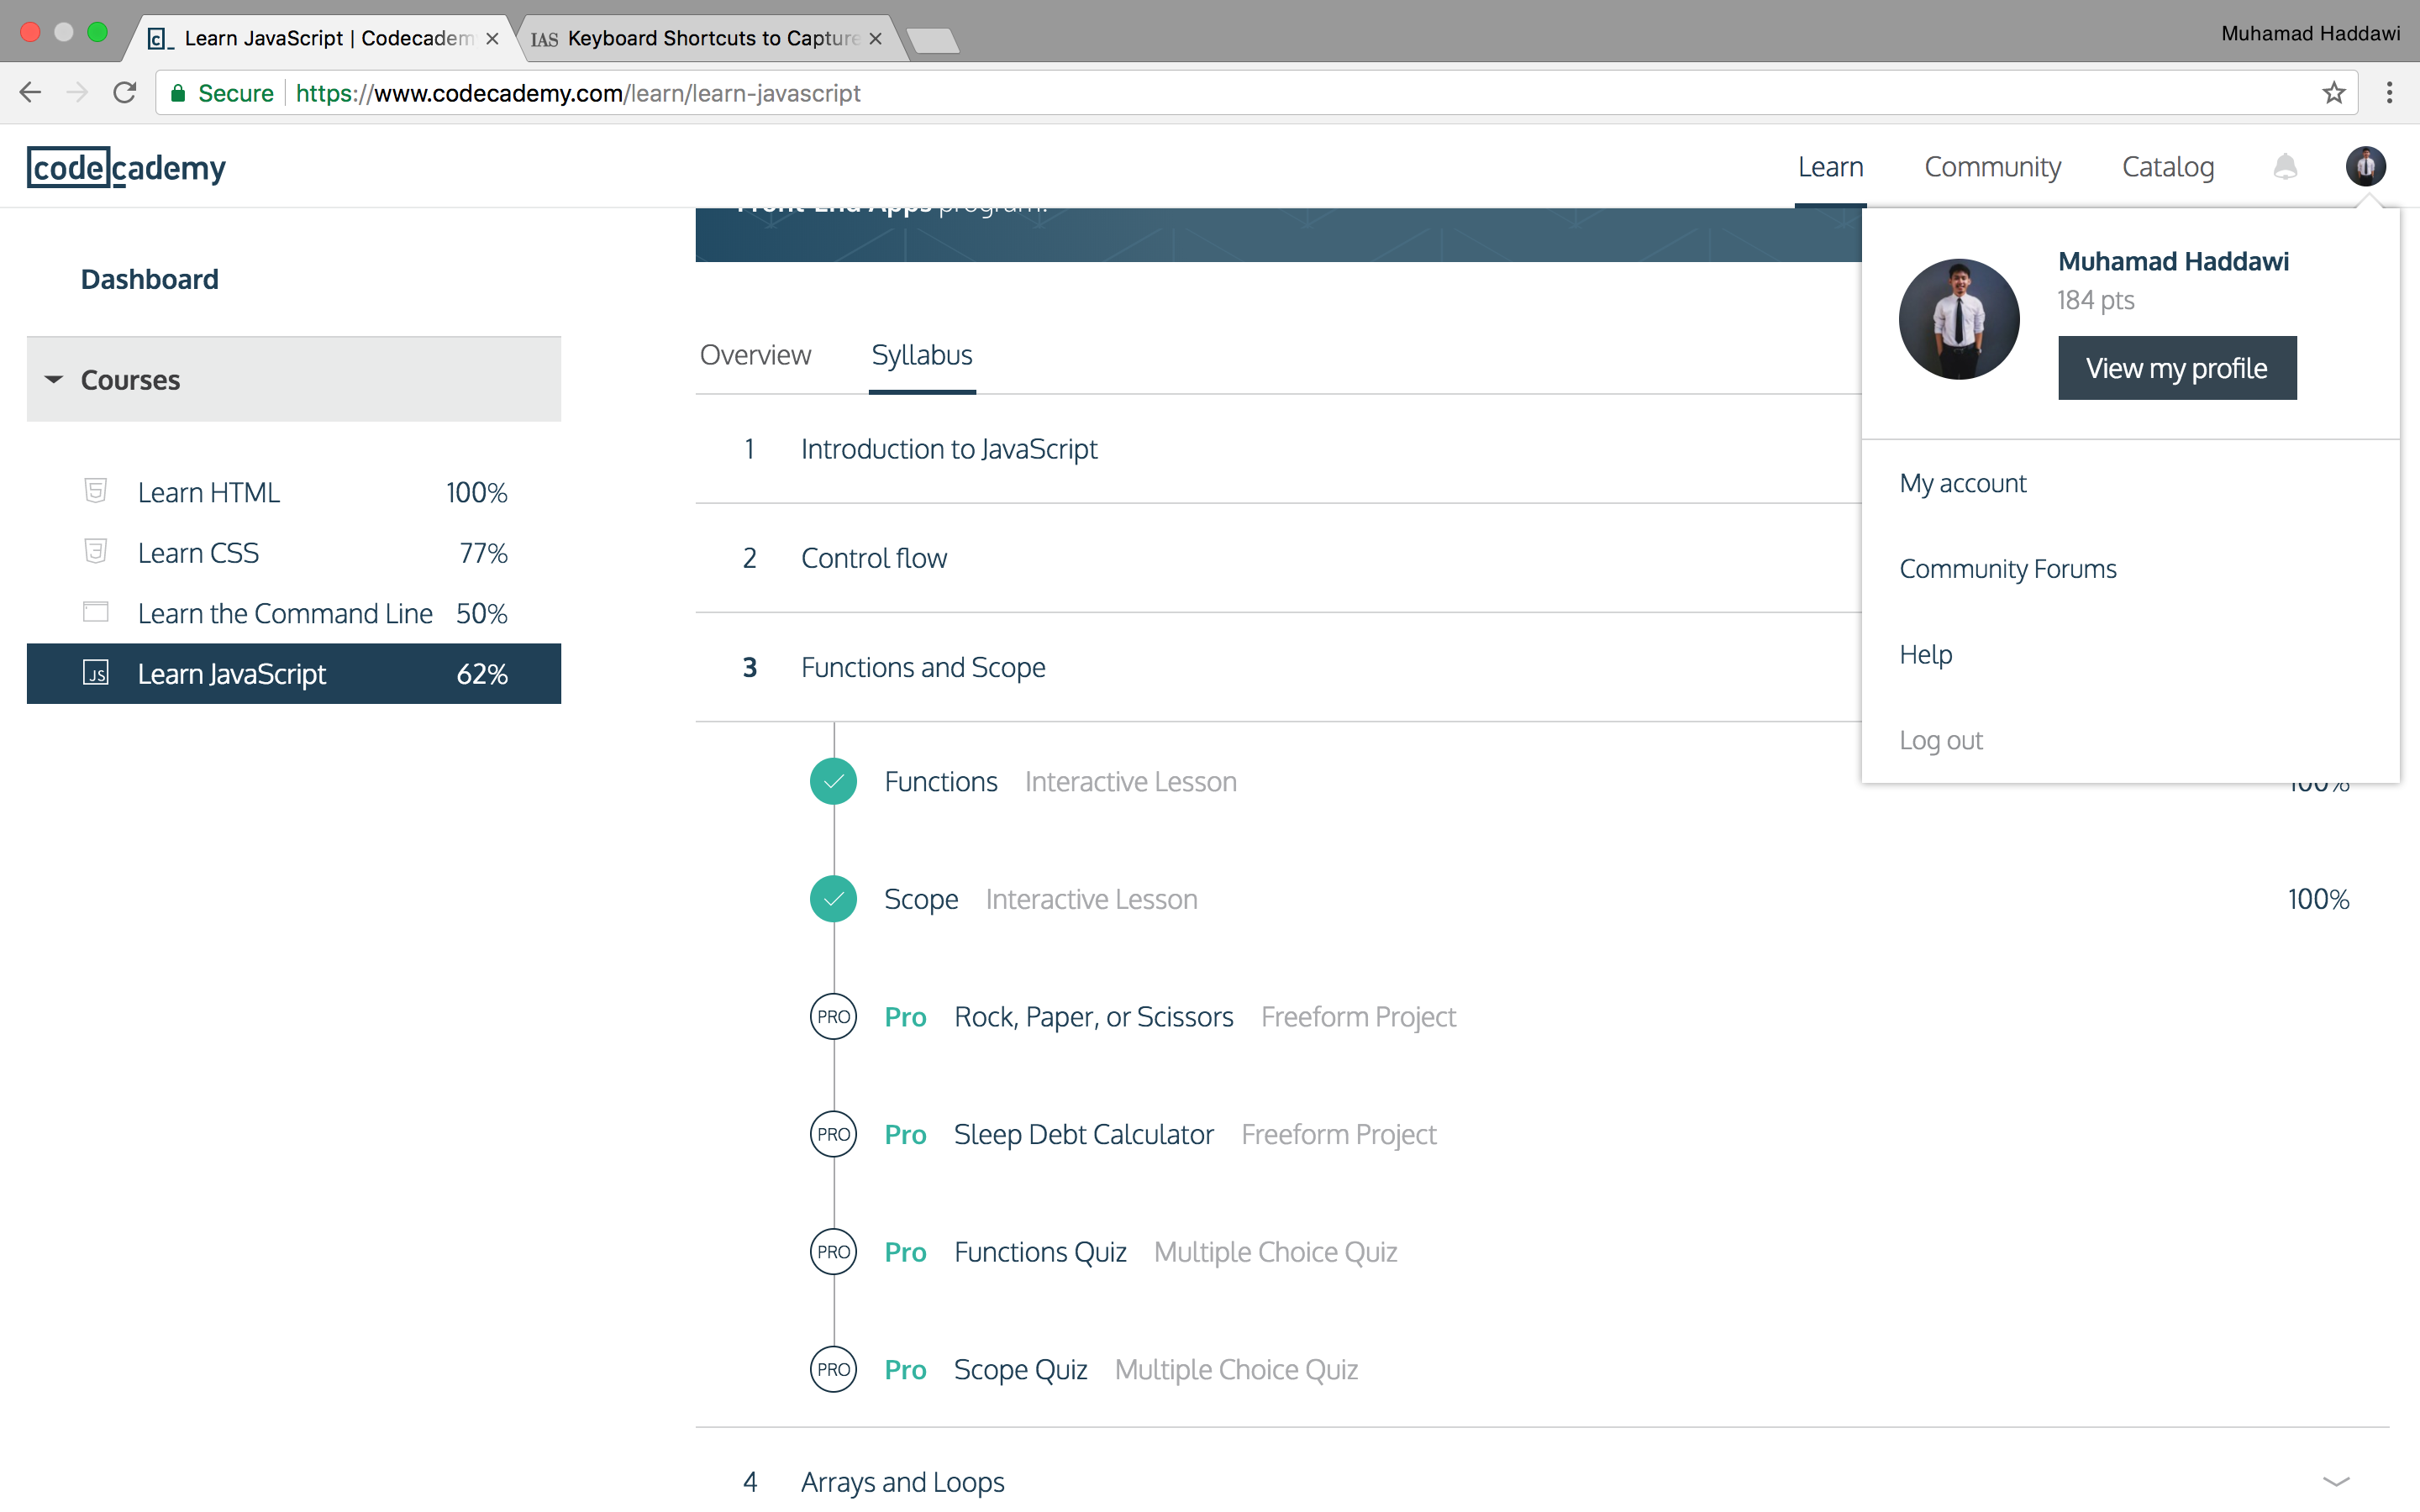 Learn JavaScript | Codecadem
IAS Keyboard Shortcuts to Capture
Muhamad Haddawi
Secure
https://www.codecademy.com/learn/learn-javascript
codecademy
Learn
Community
Catalog
Front-End Apps program.
Dashboard
Courses
Learn HTML 100%
Learn CSS 77%
Learn the Command Line 50%
JS Learn JavaScript 62%
Overview
Syllabus
1 Introduction to JavaScript
2 Control flow
3 Functions and Scope
Functions Interactive Lesson 100%
Scope Interactive Lesson 100%
PRO Pro Rock, Paper, or Scissors Freeform Project
PRO Pro Sleep Debt Calculator Freeform Project
PRO Pro Functions Quiz Multiple Choice Quiz
PRO Pro Scope Quiz Multiple Choice Quiz
4 Arrays and Loops
Muhamad Haddawi
184 pts
View my profile
My account
Community Forums
Help
Log out